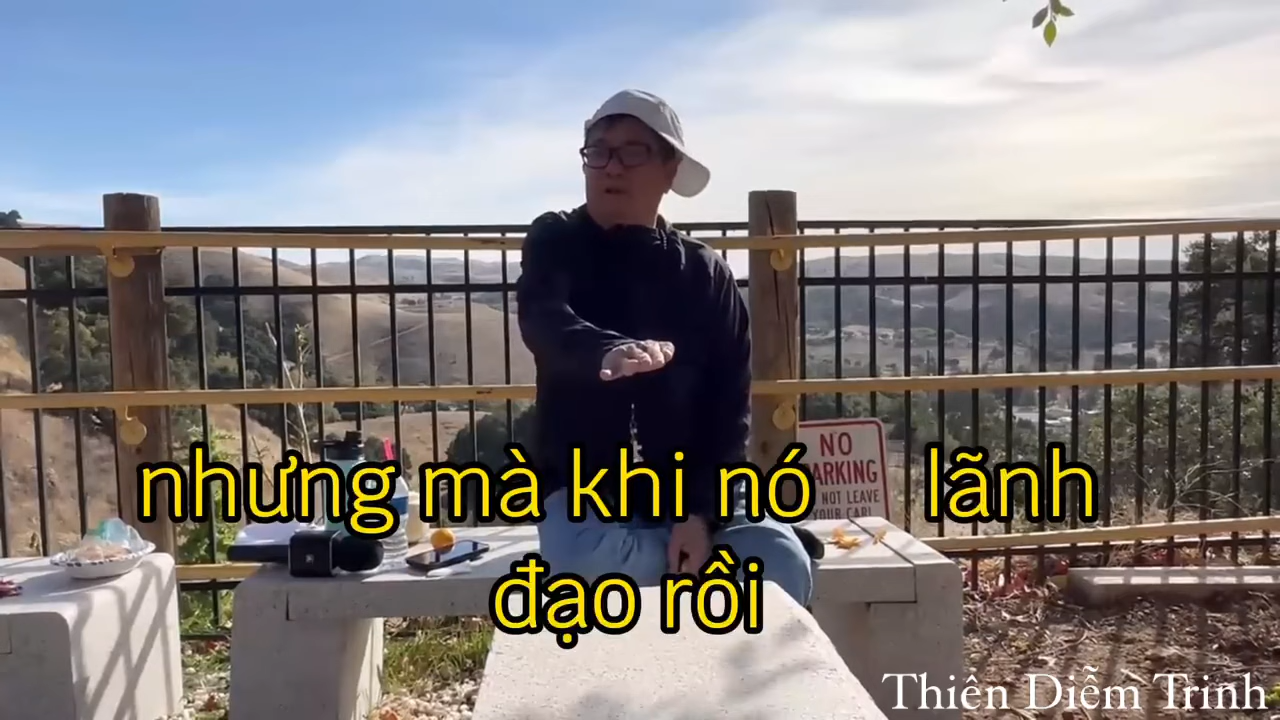 NO
PARKING
NOT LEAVE
YOUR CAR!
nhưng mà khi nó lãnh
đạo rồi
Thiên Diễm Trinh